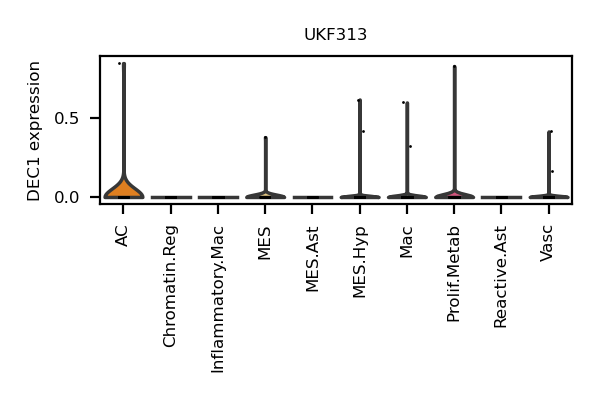 UKF313
DEC1 expression
0.5
0.0
AC
Chromatin.Reg
Inflammatory.Mac
MES
MES.Ast
MES.Hyp
Mac
Prolif.Metab
Reactive.Ast
Vasc